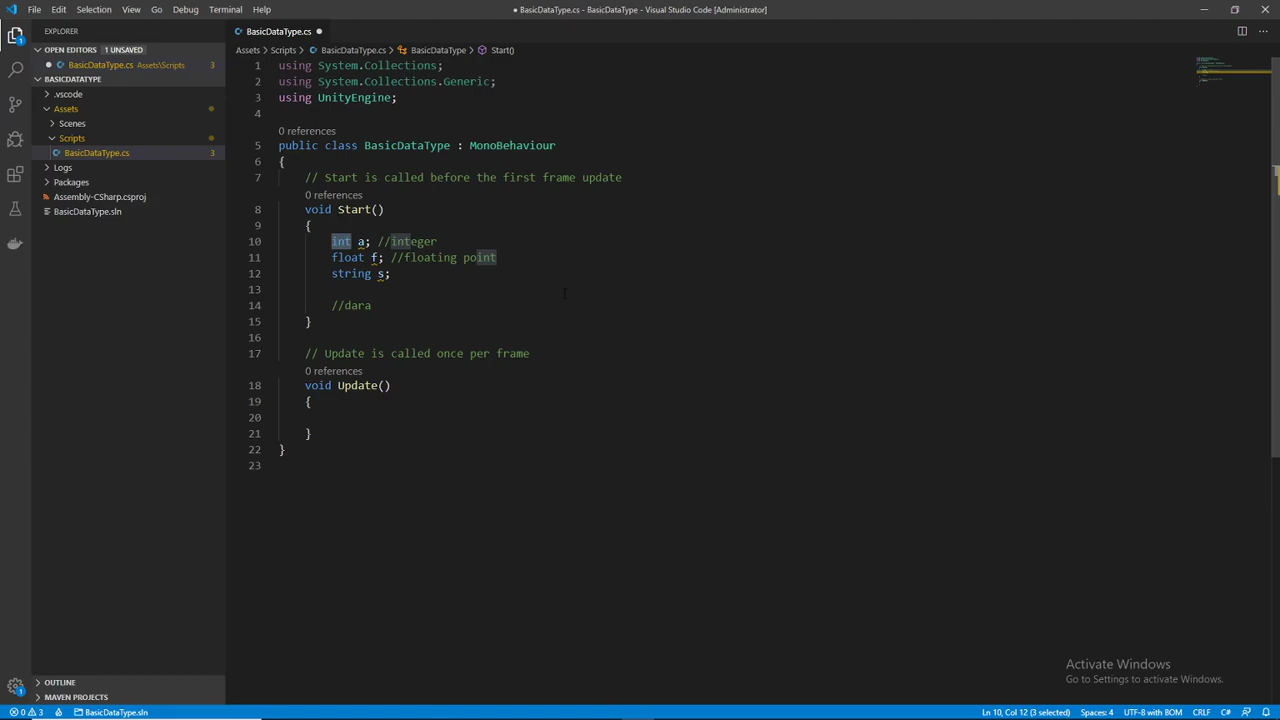 File Edit Selection View Go Debug Terminal Help
● BasicDataType.cs - BasicDataType - Visual Studio Code [Administrator]
EXPLORER
OPEN EDITORS 1 UNSAVED
BasicDataType.cs Assets\Scripts 3
BASICDATATYPE
.vscode
Assets
Scenes
Scripts
BasicDataType.cs 3
Logs
Packages
Assembly-CSharp.csproj
BasicDataType.sln
OUTLINE
MAVEN PROJECTS
BasicDataType.cs ●
Assets > Scripts > BasicDataType.cs > BasicDataType > Start()
1 using System.Collections;
2 using System.Collections.Generic;
3 using UnityEngine;
4
0 references
5 public class BasicDataType : MonoBehaviour
6 {
7 // Start is called before the first frame update
0 references
8 void Start()
9 {
10 int a; //integer
11 float f; //floating point
12 string s;
13
14 //dara
15 }
16
17 // Update is called once per frame
0 references
18 void Update()
19 {
20
21 }
22 }
23
Activate Windows
Go to Settings to activate Windows.
0 3 BasicDataType.sln
Ln 10, Col 12 (3 selected) Spaces: 4 UTF-8 with BOM CRLF C#